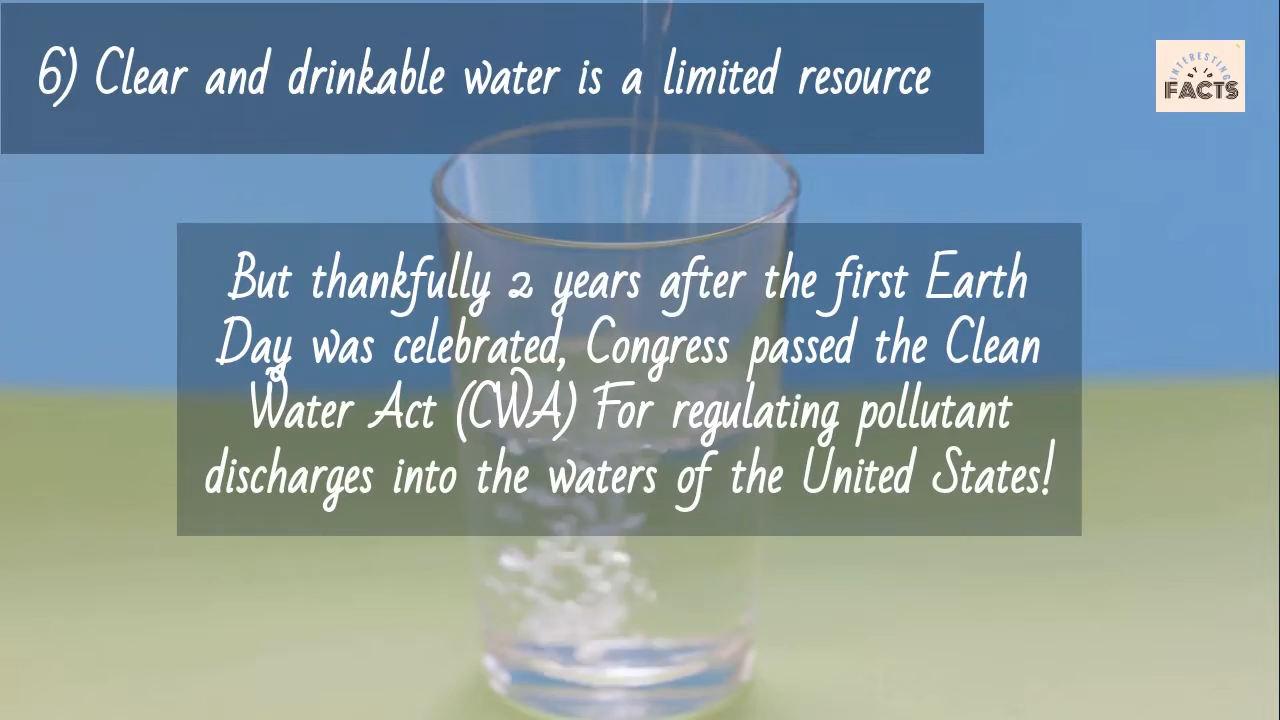 6) Clear and drinkable water is a limited resource
INTERESTING
BY ID
FACTS
But thankfully 2 years after the first Earth
Day was celebrated, Congress passed the Clean
Water Act (CWA) For regulating pollutant
discharges into the waters of the United States!